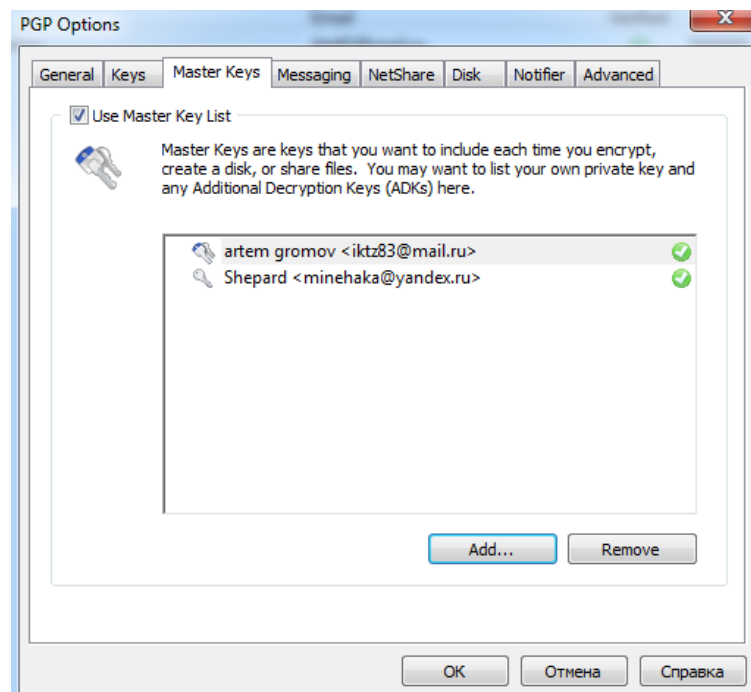 PGP Options
General Keys Master Keys Messaging NetShare Disk Notifier Advanced
Use Master Key List
Master Keys are keys that you want to include each time you encrypt,
create a disk, or share files. You may want to list your own private key and
any Additional Decryption Keys (ADKs) here.
artem gromov <iktz83@mail.ru>
Shepard <minehaka@yandex.ru>
Add... Remove
OK Отмена Справка